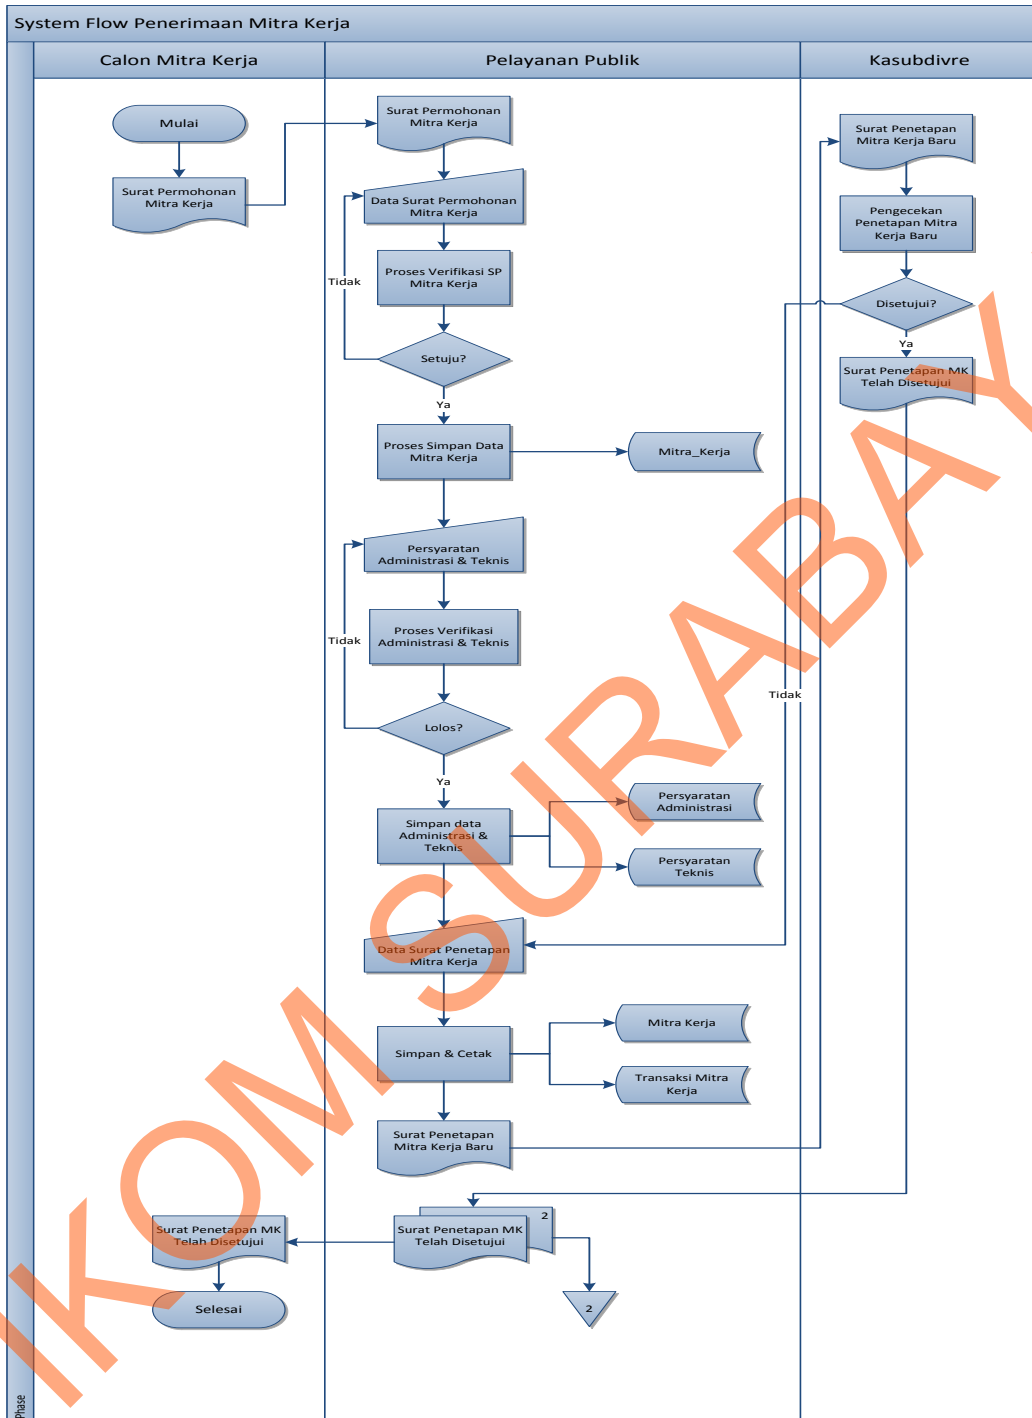 System Flow Penerimaan Mitra Kerja
Calon Mitra Kerja
Pelayanan Publik
Kasubdivre
Mulai
Surat Permohonan
Mitra Kerja
Surat Permohonan
Mitra Kerja
Data Surat Permohonan
Mitra Kerja
Proses Verifikasi SP
Mitra Kerja
Tidak
Setuju?
Ya
Proses Simpan Data
Mitra Kerja
Mitra_Kerja
Persyaratan
Administrasi & Teknis
Proses Verifikasi
Administrasi & Teknis
Tidak
Lolos?
Ya
Simpan data
Administrasi &
Teknis
Persyaratan
Administrasi
Persyaratan
Teknis
Data Surat Penetapan
Mitra Kerja
Simpan & Cetak
Mitra Kerja
Transaksi Mitra
Kerja
Surat Penetapan
Mitra Kerja Baru
Surat Penetapan
Mitra Kerja Baru
Pengecekan
Penetapan Mitra
Kerja Baru
Disetujui?
Tidak
Ya
Surat Penetapan MK
Telah Disetujui
2
Surat Penetapan MK
Telah Disetujui
2
Surat Penetapan MK
Telah Disetujui
Selesai
Phase
IKOM SURABAY